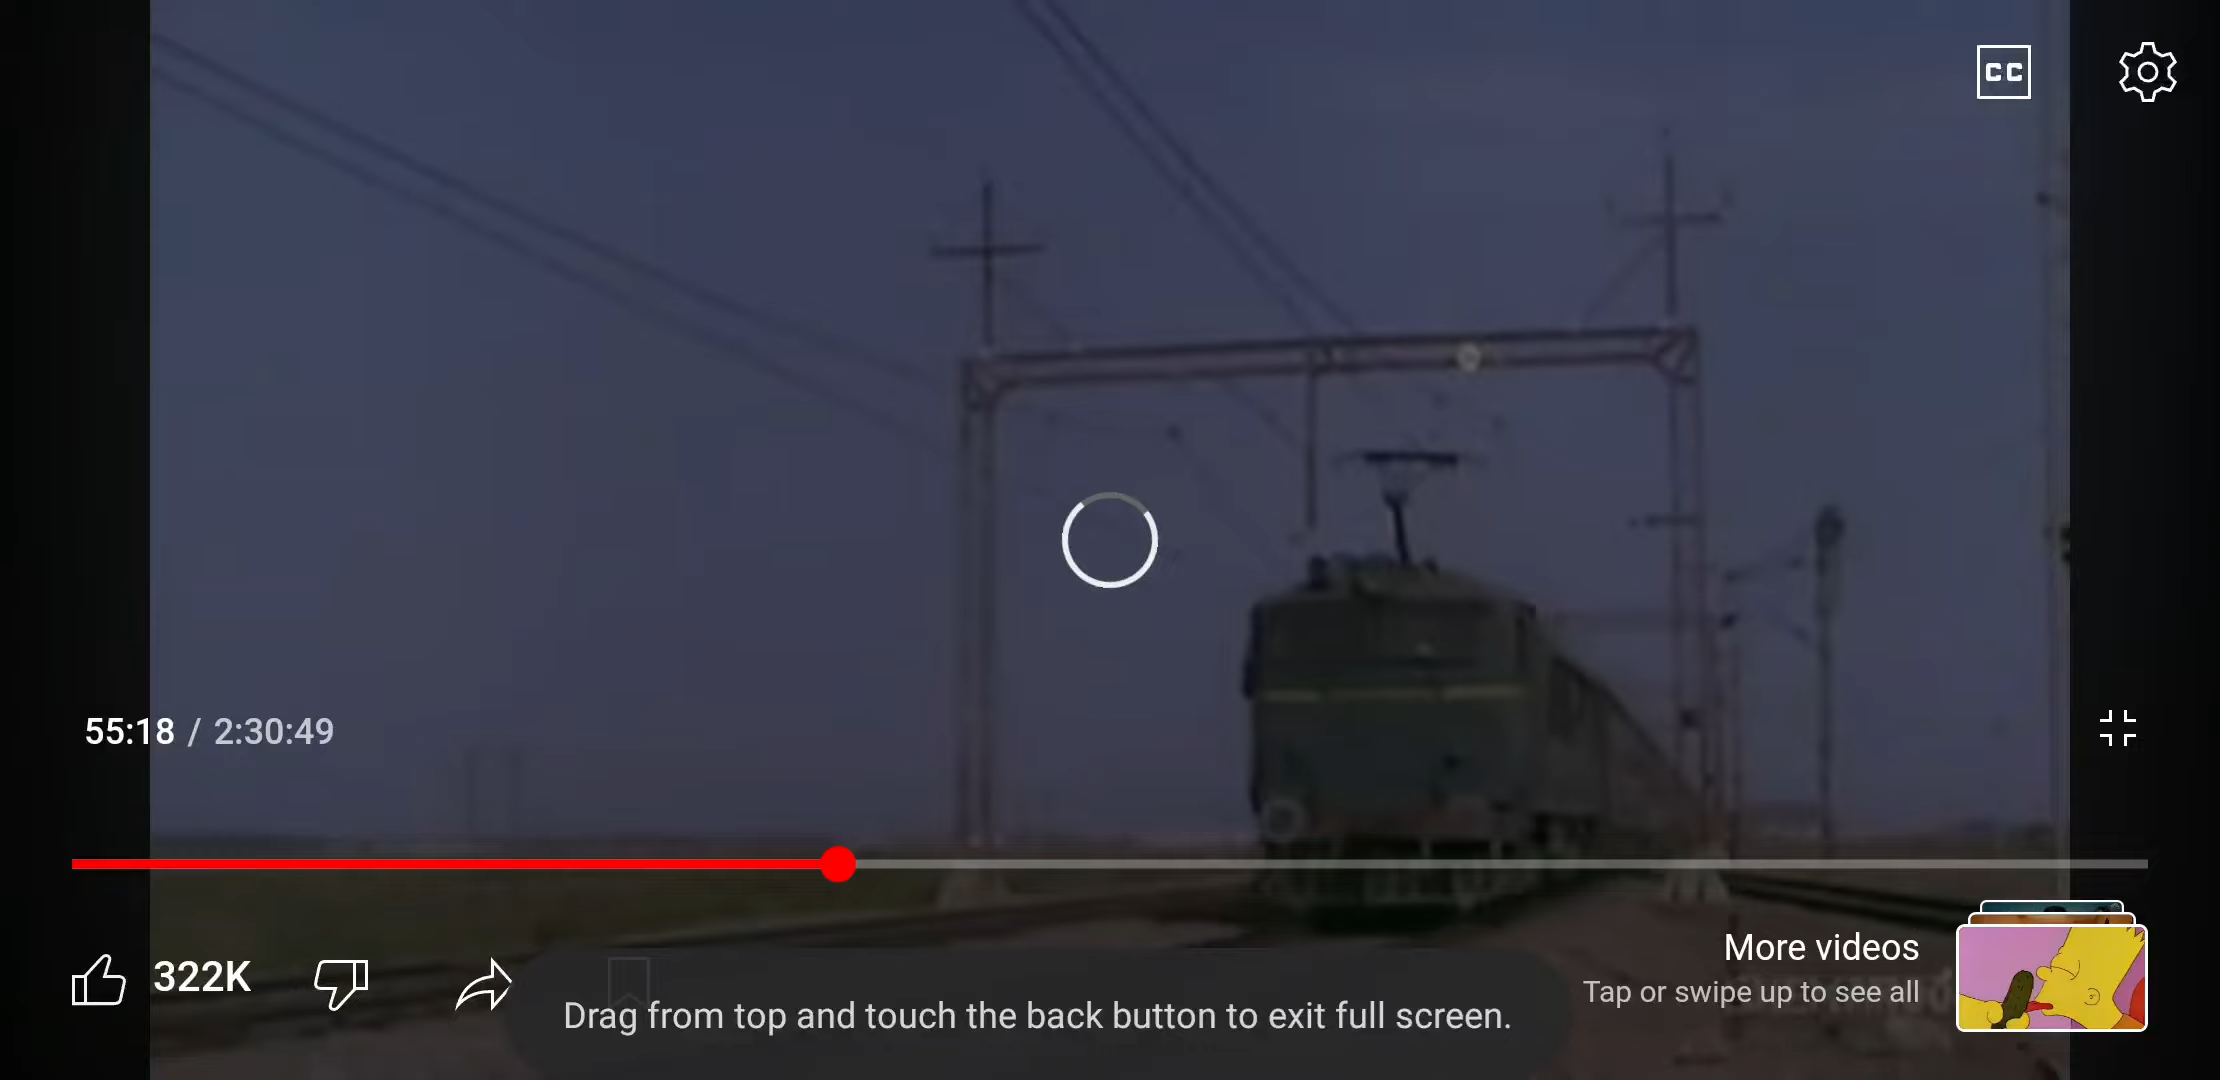 CC
55:18 / 2:30:49
322K
More videos
Tap or swipe up to see all
Drag from top and touch the back button to exit full screen.